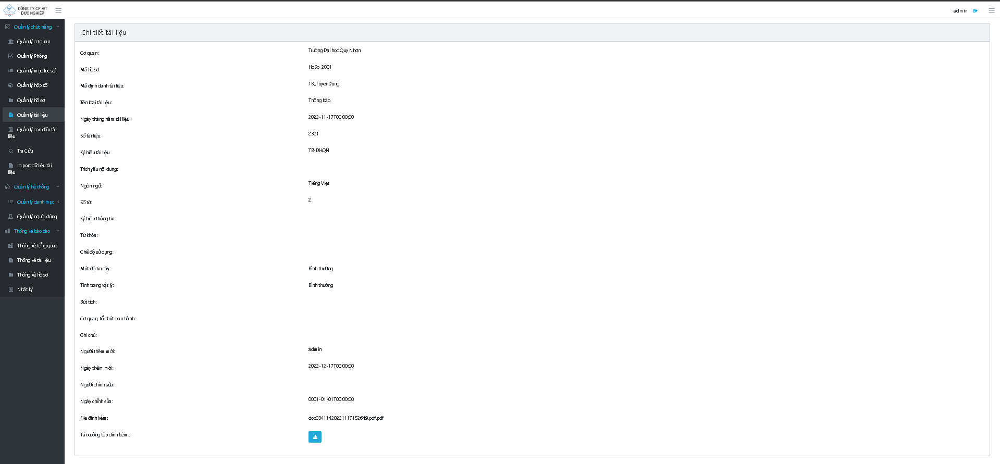 CÔNG TY CP-ĐT
ĐỨC NGHIỆP
admin
Quản lý chức năng
Quản lý cơ quan
Quản lý Phông
Quản lý mục lục số
Quản lý hộp số
Quản lý hồ sơ
Quản lý tài liệu
Quản lý con dấu tài
liệu
Tra Cứu
Import dữ liệu tài
liệu
Quản lý hệ thống
Quản lý danh mục
Quản lý người dùng
Thống kê báo cáo
Thống kê tổng quát
Thống kê tài liệu
Thống kê hồ sơ
Nhật ký
Chi tiết tài liệu
Cơ quan: Trường Đại học Quy Nhơn
Mã hồ sơ: HoSo_2001
Mã định danh tài liệu: TB_TuyenDung
Tên loại tài liệu: Thông báo
Ngày tháng năm tài liệu: 2022-11-17T00:00:00
Số tài liệu: 2321
Ký hiệu tài liệu TB-ĐHQN
Trích yếu nội dung:
Ngôn ngữ: Tiếng Việt
Số tờ: 2
Ký hiệu thông tin:
Từ khóa:
Chế độ sử dụng:
Mức độ tin cậy: Bình thường
Tình trạng vật lý: Bình thường
Bút tích:
Cơ quan, tổ chức ban hành:
Ghi chú:
Người thêm mới: admin
Ngày thêm mới: 2022-12-17T00:00:00
Người chỉnh sửa:
Ngày chỉnh sửa: 0001-01-01T00:00:00
File đính kèm: doc03411420221117152649.pdf.pdf
Tải xuống tệp đính kèm :